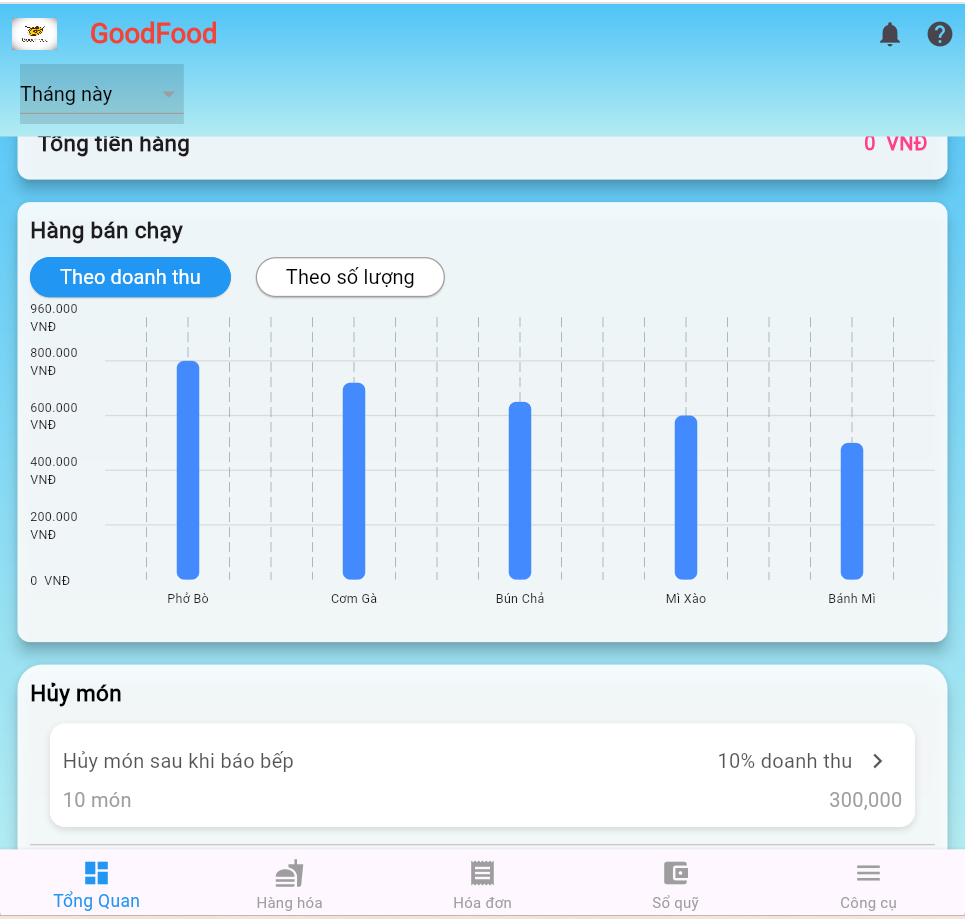 GoodFood
Tháng này
Tổng tiền hàng
0 VNĐ
Hàng bán chạy
Theo doanh thu
Theo số lượng
960.000
VNĐ
800.000
VNĐ
600.000
VNĐ
400.000
VNĐ
200.000
VNĐ
0 VNĐ
Phở Bò
Cơm Gà
Bún Chả
Mì Xào
Bánh Mì
Hủy món
Hủy món sau khi báo bếp
10% doanh thu
10 món
300,000
Tổng Quan
Hàng hóa
Hóa đơn
Sổ quỹ
Công cụ